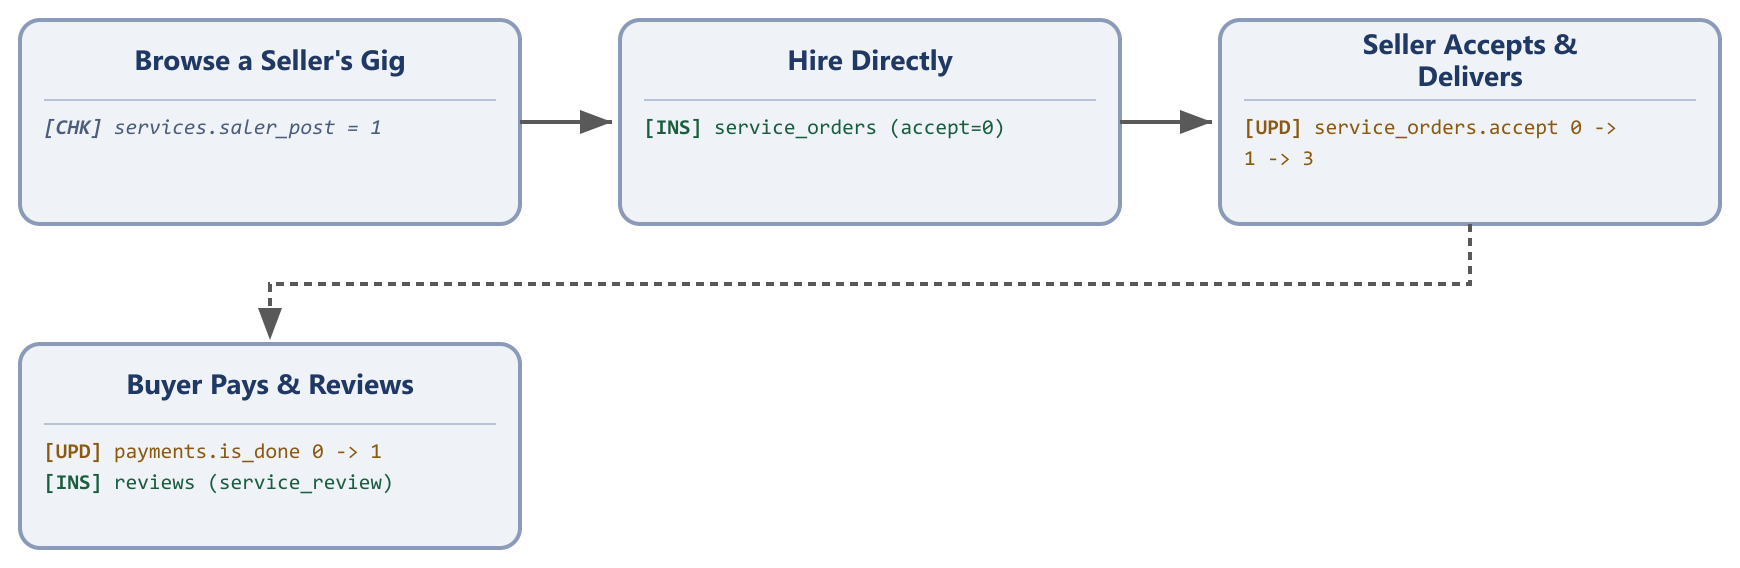 Browse a Seller's Gig
[CHK] services.saler_post = 1
Hire Directly
[INS] service_orders (accept=0)
Seller Accepts &
Delivers
[UPD] service_orders.accept 0 ->
1 -> 3
Buyer Pays & Reviews
[UPD] payments.is_done 0 -> 1
[INS] reviews (service_review)